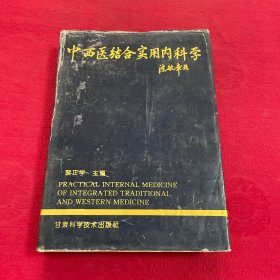 中西医结合实用内科学
陈敏章题
郭正学 主编
PRACTICAL INTERNAL MEDICINE
OF INTEGRATED TRADITIONAL
AND WESTERN MEDICINE
甘肃科学技术出版社